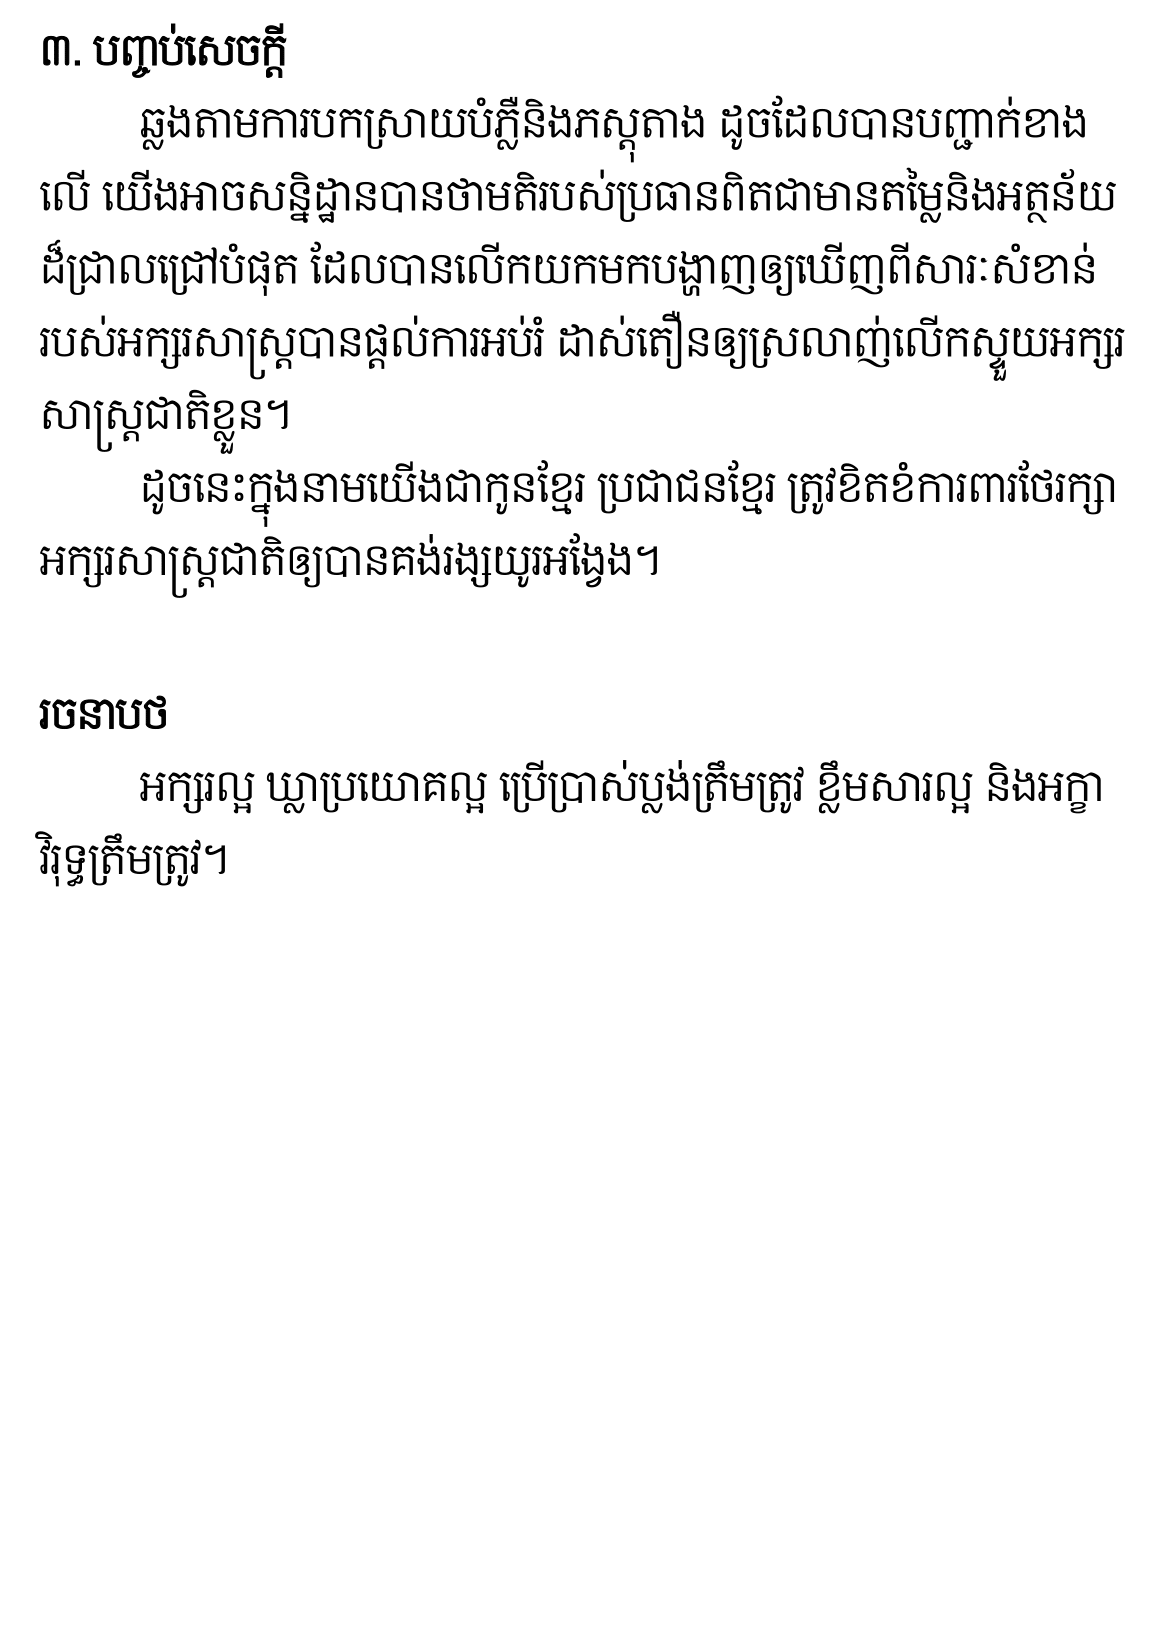 ៣. បញ្ចប់សេចក្តី
ឆ្លងតាមការបកស្រាយបំភ្លឺនិងភស្តុតាង ដូចដែលបានបញ្ជាក់ខាង
លើ យើងអាចសន្និដ្ឋានបានថាមតិរបស់ប្រធានពិតជាមានតម្លៃនិងអត្ថន័យ
ដ៏ជ្រាលជ្រៅបំផុត ដែលបានលើកយកមកបង្ហាញឲ្យឃើញពីសារៈសំខាន់
របស់អក្សរសាស្ត្របានផ្តល់ការអប់រំ ដាស់តឿនឲ្យស្រលាញ់លើកស្ទួយអក្សរ
សាស្ត្រជាតិខ្លួន។
ដូចនេះក្នុងនាមយើងជាកូនខ្មែរ ប្រជាជនខ្មែរ ត្រូវខិតខំការពារថែរក្សា
អក្សរសាស្ត្រជាតិឲ្យបានគង់រង្សយូរអង្វែង។
រចនាបថ
អក្សរល្អ ឃ្លាប្រយោគល្អ ប្រើប្រាស់ប្លង់ត្រឹមត្រូវ ខ្លឹមសារល្អ និងអក្ខា
វិរុទ្ធត្រឹមត្រូវ។